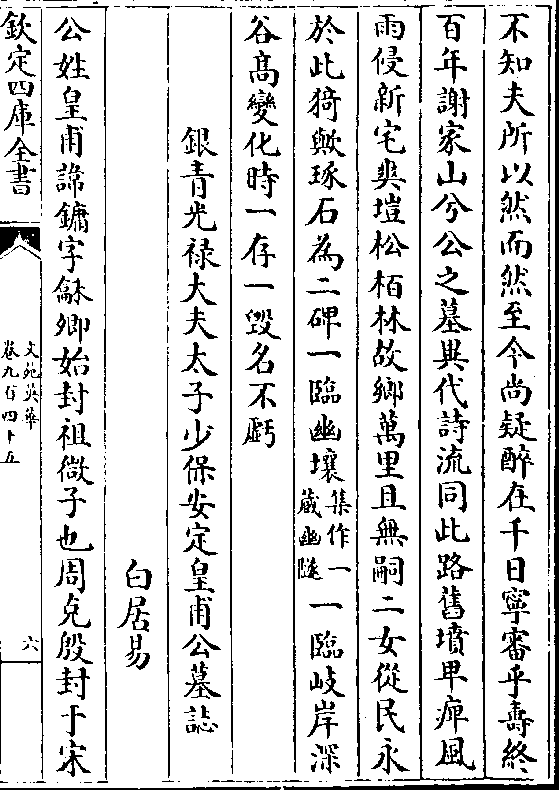 不知夫所以然而然至今尚疑醉在千日寧審乎壽終
百年謝家山兮公之墓異代詩流同此路舊墳卑庳風
雨侵新宅爽塏松栢林故鄉萬里且無嗣二女從民永
於此猗歟琢石為二碑一臨幽壤集作一藏幽隧一臨岐岸深
谷髙變化時一存一毀名不虧
銀青光禄大夫太子少保安定皇甫公墓誌
白居易
公姓皇甫諱鏞字龢卿始封祖微子也周克殷封于宋
欽定四庫全書
文苑英華
卷九百四十五
六